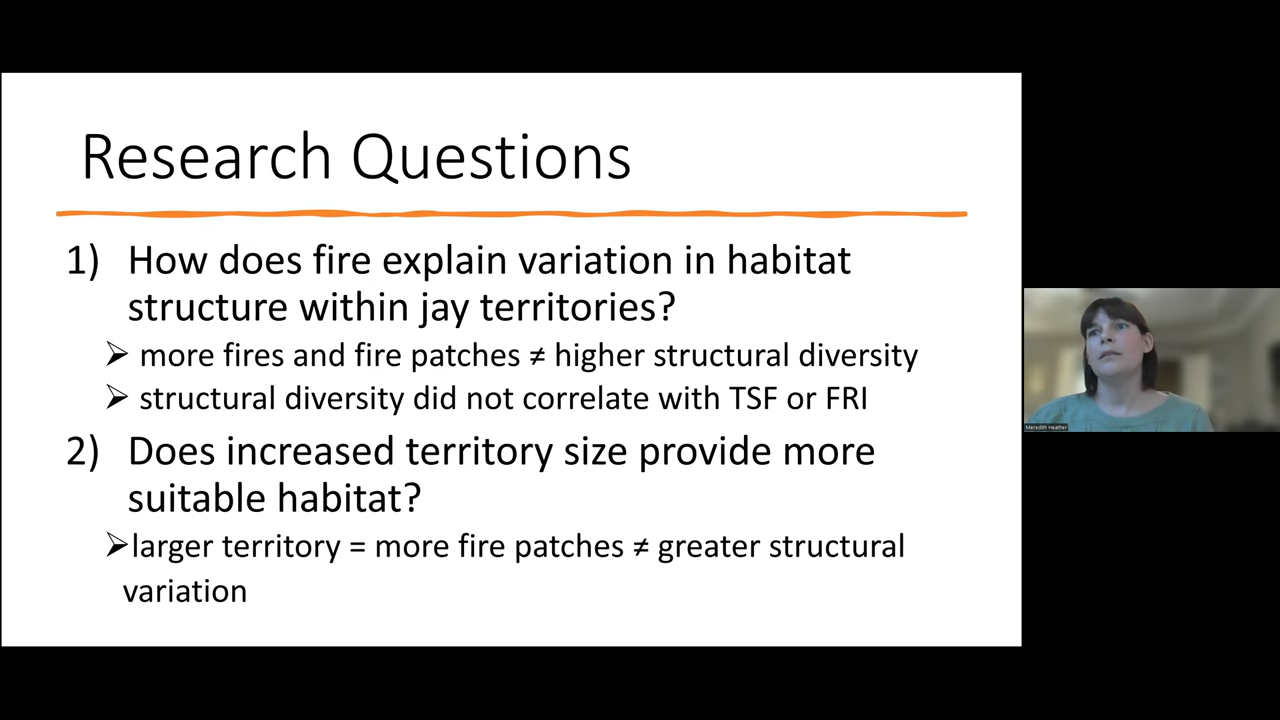 Research Questions
1) How does fire explain variation in habitat
structure within jay territories?
➢ more fires and fire patches ≠ higher structural diversity
➢ structural diversity did not correlate with TSF or FRI
2) Does increased territory size provide more
suitable habitat?
➢larger territory = more fire patches ≠ greater structural
variation
Meredith Heather